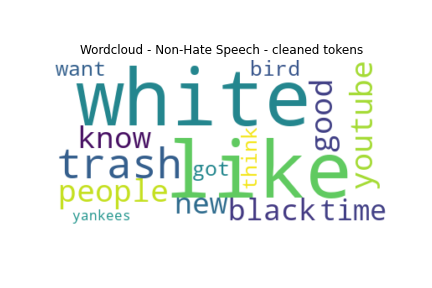 Wordcloud - Non-Hate Speech - cleaned tokens
want
bird
white
good
youtube
know
think
like
trash
got
people
new
black
time
yankees